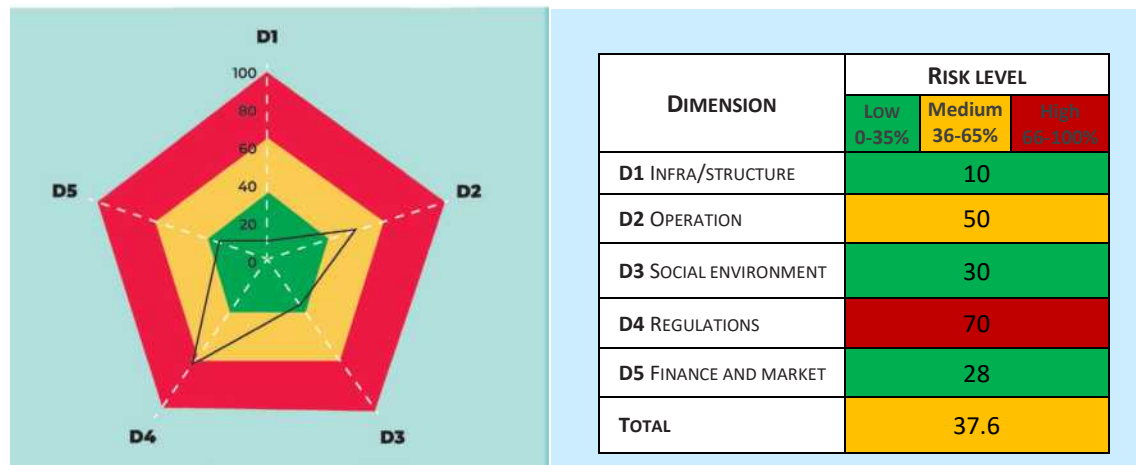 D1
100
80
60
40
20
0
D5
D2
D4
D3
DIMENSION
RISK LEVEL
Low
0-35%
Medium
36-65%
High
66-100%
D1 INFRA/STRUCTURE
10
D2 OPERATION
50
D3 SOCIAL ENVIRONMENT
30
D4 REGULATIONS
70
D5 FINANCE AND MARKET
28
TOTAL
37.6